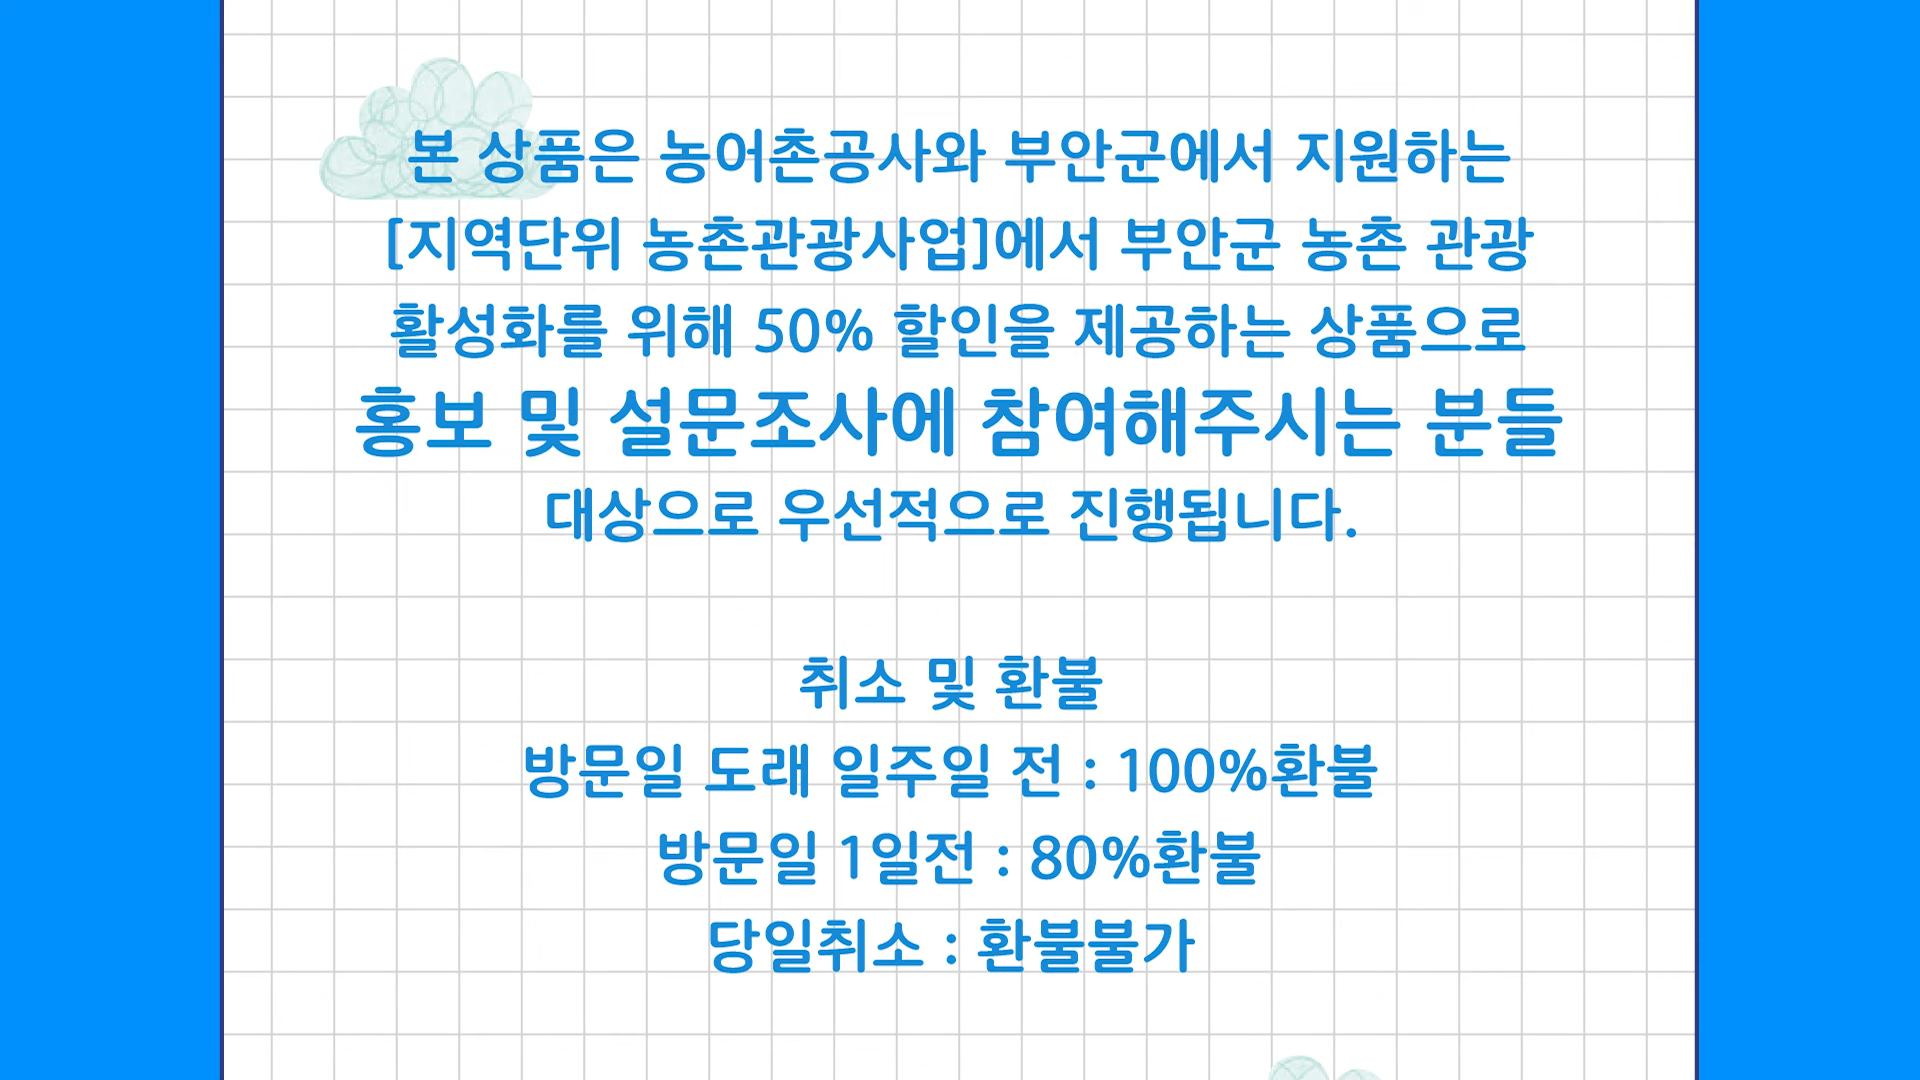 본 상품은 농어촌공사와 부안군에서 지원하는
[지역단위 농촌관광사업]에서 부안군 농촌 관광
활성화를 위해 50% 할인을 제공하는 상품으로
홍보 및 설문조사에 참여해주시는 분들
대상으로 우선적으로 진행됩니다.
취소 및 환불
방문일 도래 일주일 전 : 100%환불
방문일 1일전 : 80%환불
당일취소 : 환불불가